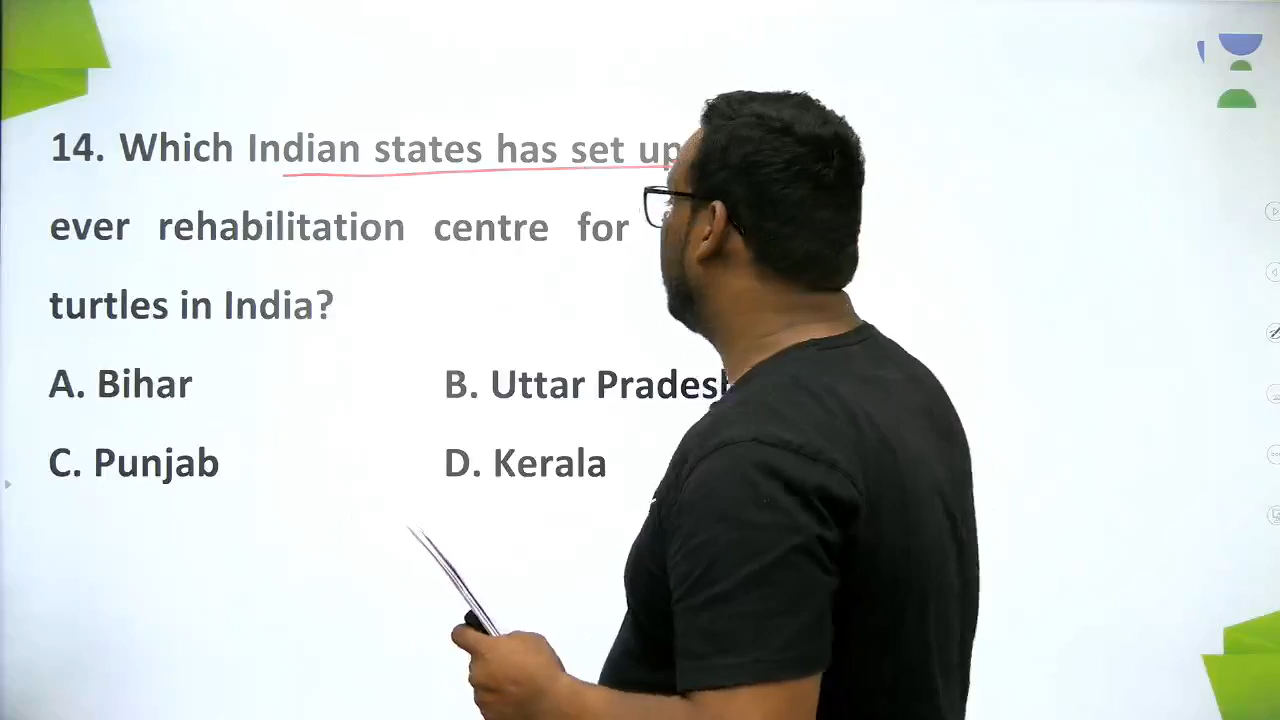 14. Which Indian states has set up
ever rehabilitation centre for
turtles in India?
A. Bihar
B. Uttar Pradesh
C. Punjab
D. Kerala